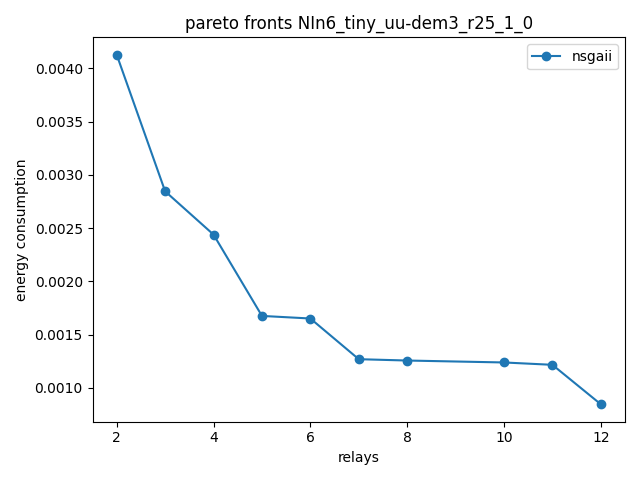 pareto fronts NIn6_tiny_uu-dem3_r25_1_0
nsgaii
energy consumption
0.0040
0.0035
0.0030
0.0025
0.0020
0.0015
0.0010
2 4 6 8 10 12
relays